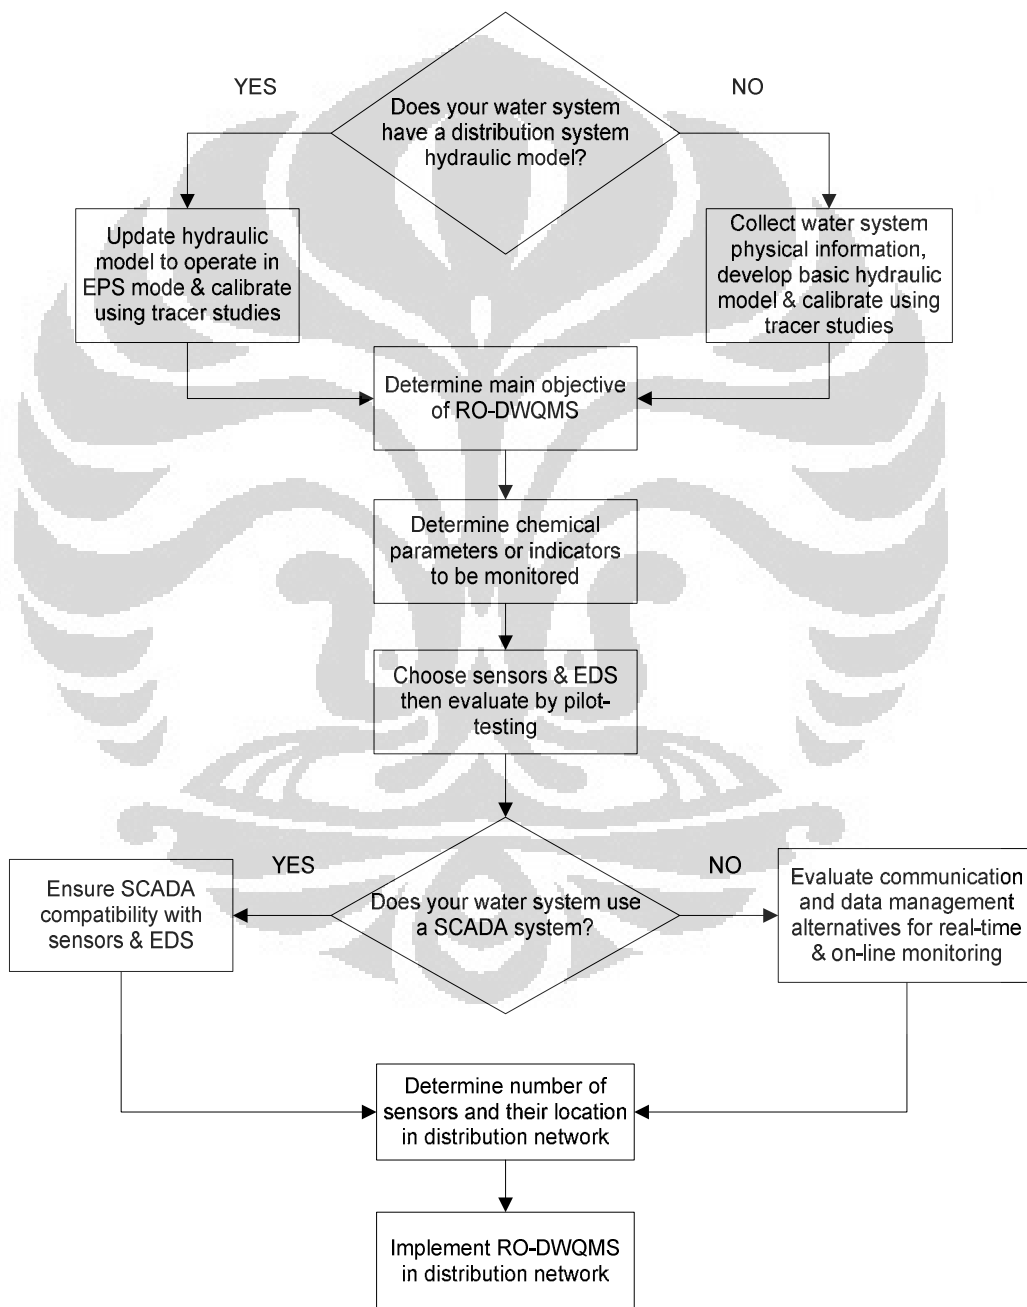 YES
NO
Does your water system
have a distribution system
hydraulic model?
Update hydraulic
model to operate in
EPS mode & calibrate
using tracer studies
Collect water system
physical information,
develop basic hydraulic
model & calibrate using
tracer studies
Determine main objective
of RO-DWQMS
Determine chemical
parameters or indicators
to be monitored
Choose sensors & EDS
then evaluate by pilot-
testing
YES
NO
Does your water system use
a SCADA system?
Ensure SCADA
compatibility with
sensors & EDS
Evaluate communication
and data management
alternatives for real-time
& on-line monitoring
Determine number of
sensors and their location
in distribution network
Implement RO-DWQMS
in distribution network